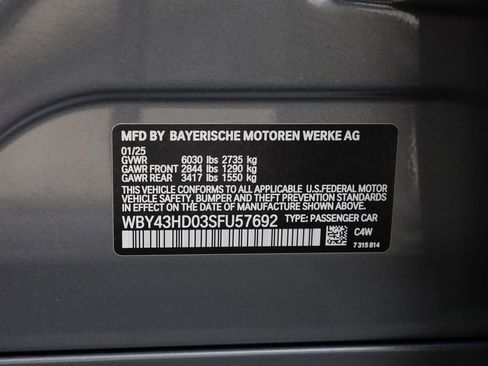 MFD BY BAYERISCHE MOTOREN WERKE AG
01/25
GVWR 6030 lbs 2735 kg
GAWR FRONT 2844 lbs 1290 kg
GAWR REAR 3417 lbs 1550 kg
THIS VEHICLE CONFORMS TO ALL APPLICABLE U.S.FEDERAL MOTOR
VEHICLE SAFETY, BUMPER, AND THEFT PREVENTION STANDARDS IN
EFFECT ON THE DATE OF MANUFACTURE SHOWN ABOVE.
WBY43HD03SFU57692 TYPE: PASSENGER CAR
C4W
7 315 814